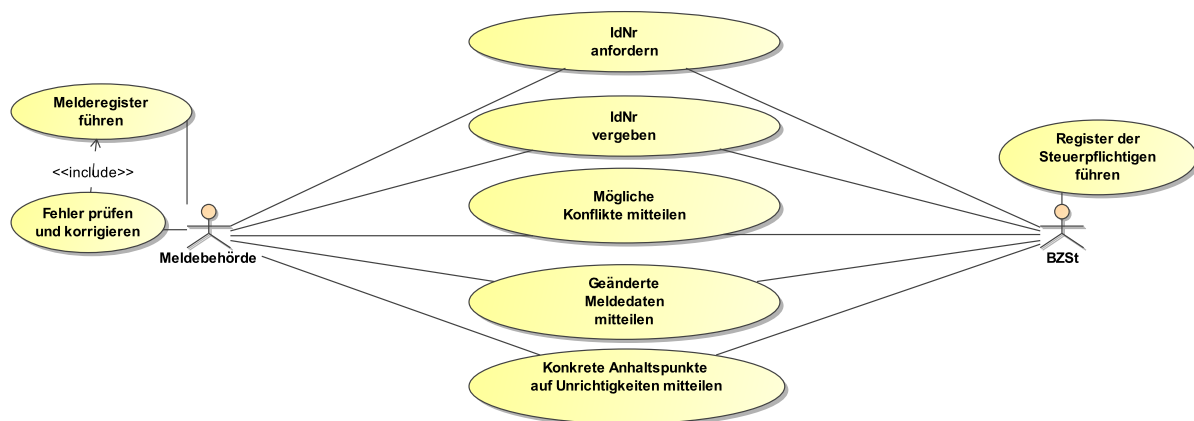 IdNr
anfordern
Melderegister
führen
IdNr
vergeben
Register der
Steuerpflichtigen
führen
<<include>>
Mögliche
Konflikte mitteilen
Fehler prüfen
und korrigieren
Meldebehörde
BZSt
Geänderte
Meldedaten
mitteilen
Konkrete Anhaltspunkte
auf Unrichtigkeiten mitteilen